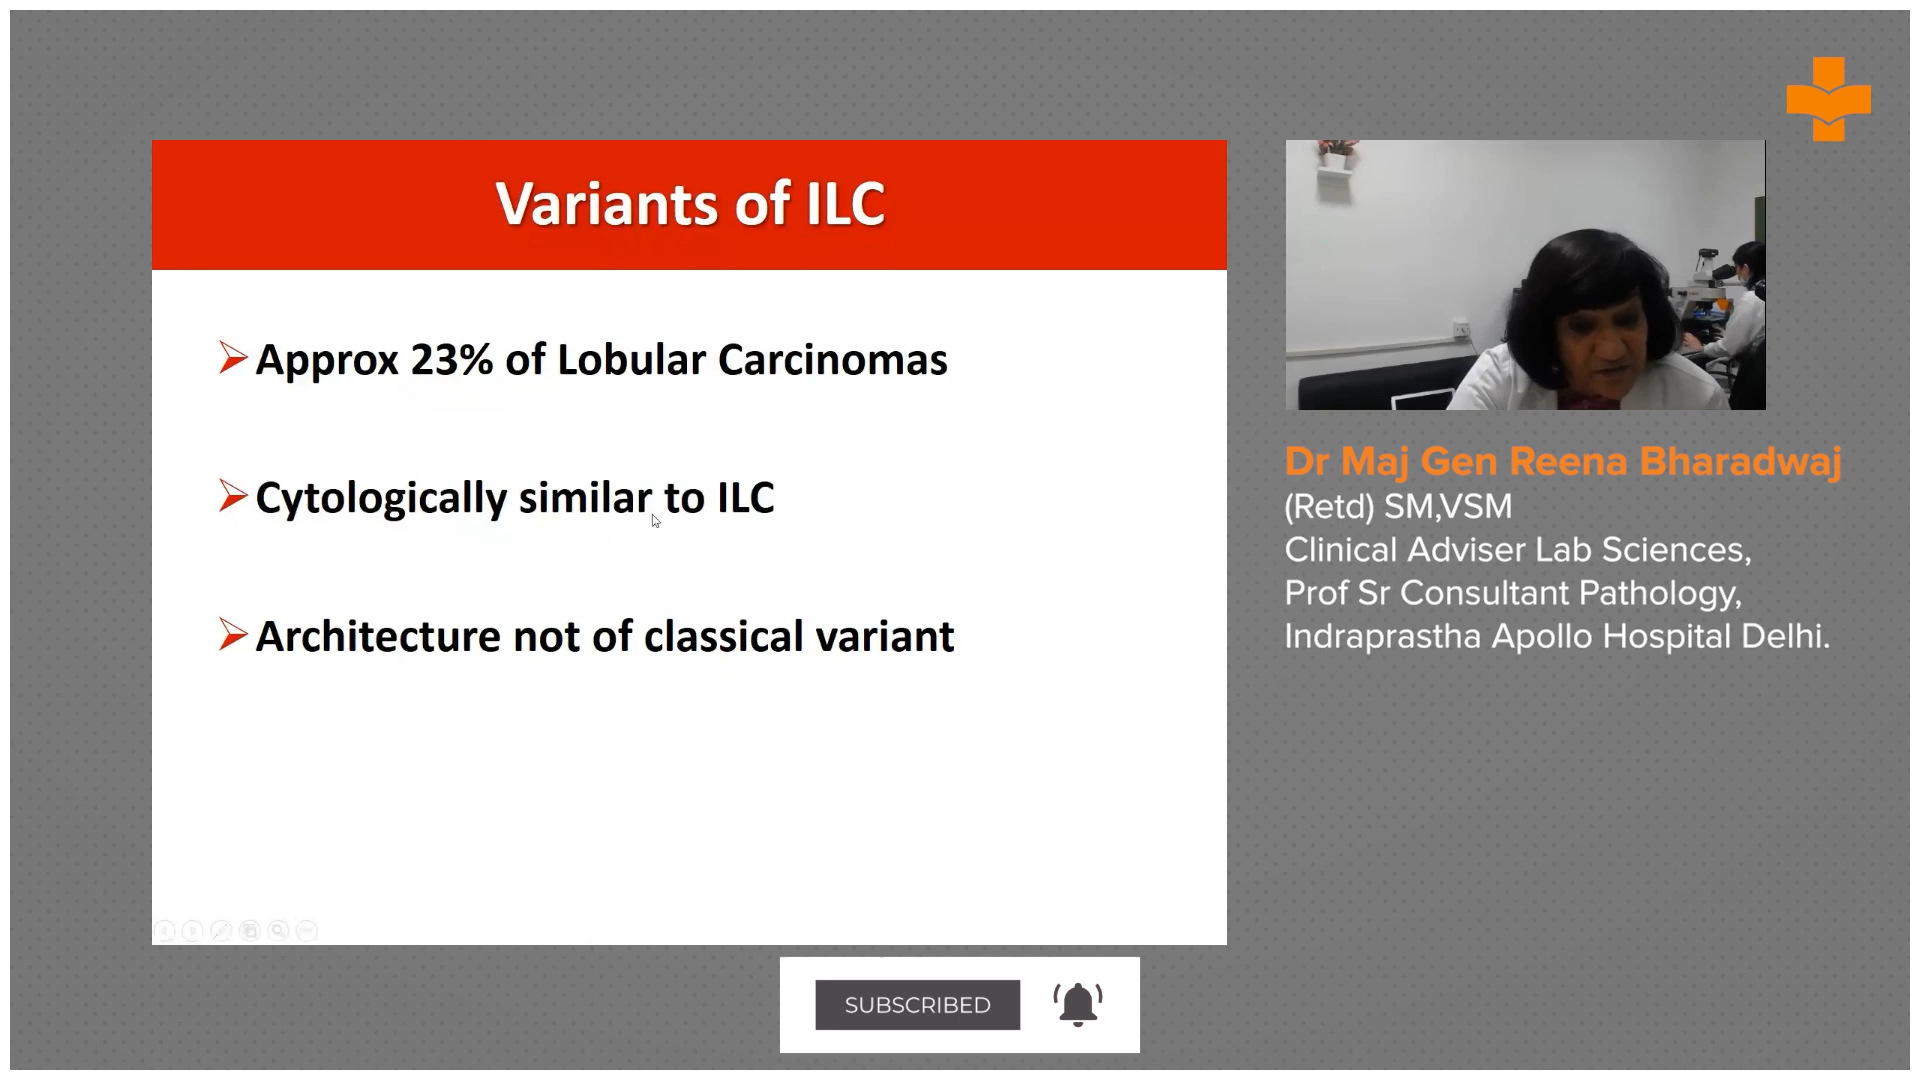 Variants of ILC
Approx 23% of Lobular Carcinomas
Cytologically similar to ILC
Architecture not of classical variant
Dr Maj Gen Reena Bharadwaj
(Retd) SM,VSM
Clinical Adviser Lab Sciences,
Prof Sr Consultant Pathology,
Indraprastha Apollo Hospital Delhi.
SUBSCRIBED